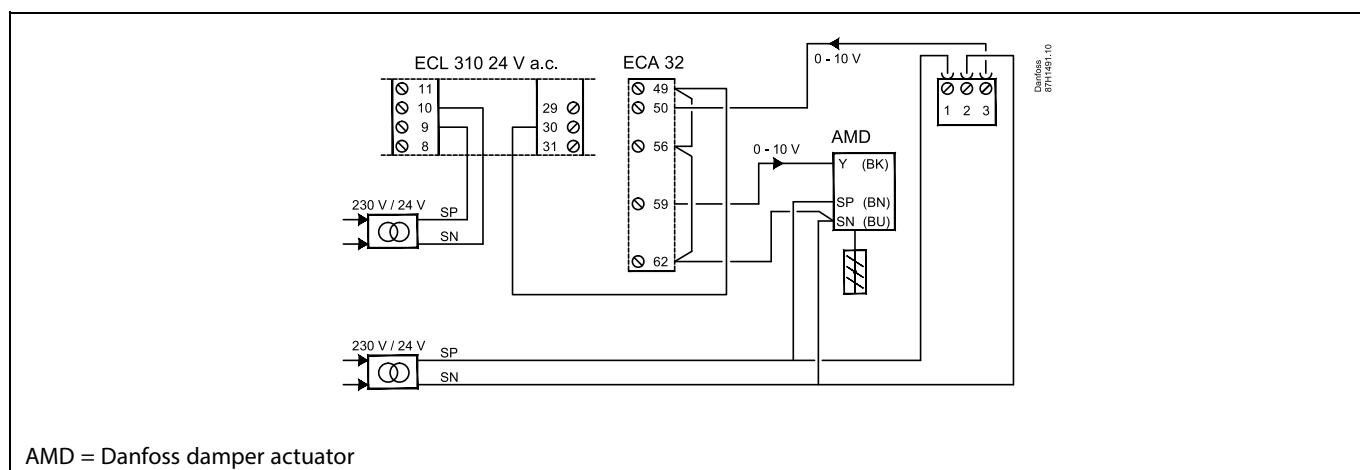 0 - 10 V
ECL 310 24 V a.c.
ECA 32
Danfoss
87H1491.10
11
10
9
8
29
30
31
49
50
56
59
62
1 2 3
AMD
0 - 10 V
Y (BK)
SP (BN)
SN (BU)
230 V / 24 V
SP
SN
230 V / 24 V
SP
SN
AMD = Danfoss damper actuator